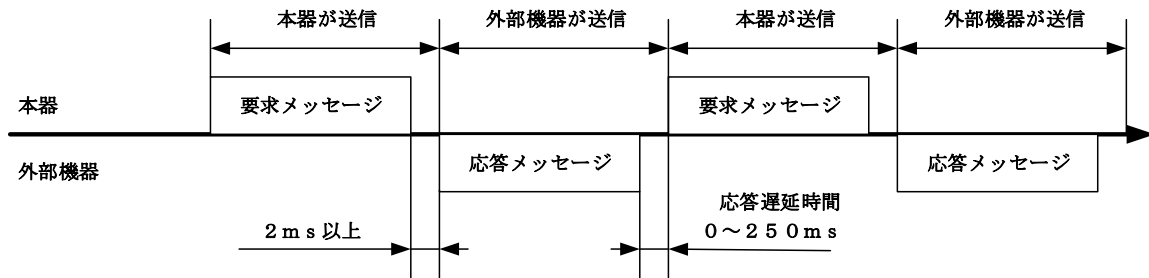 本器が送信
外部機器が送信
本器が送信
外部機器が送信
本器
要求メッセージ
要求メッセージ
外部機器
応答メッセージ
応答メッセージ
2ms以上
応答遅延時間
0～250ms